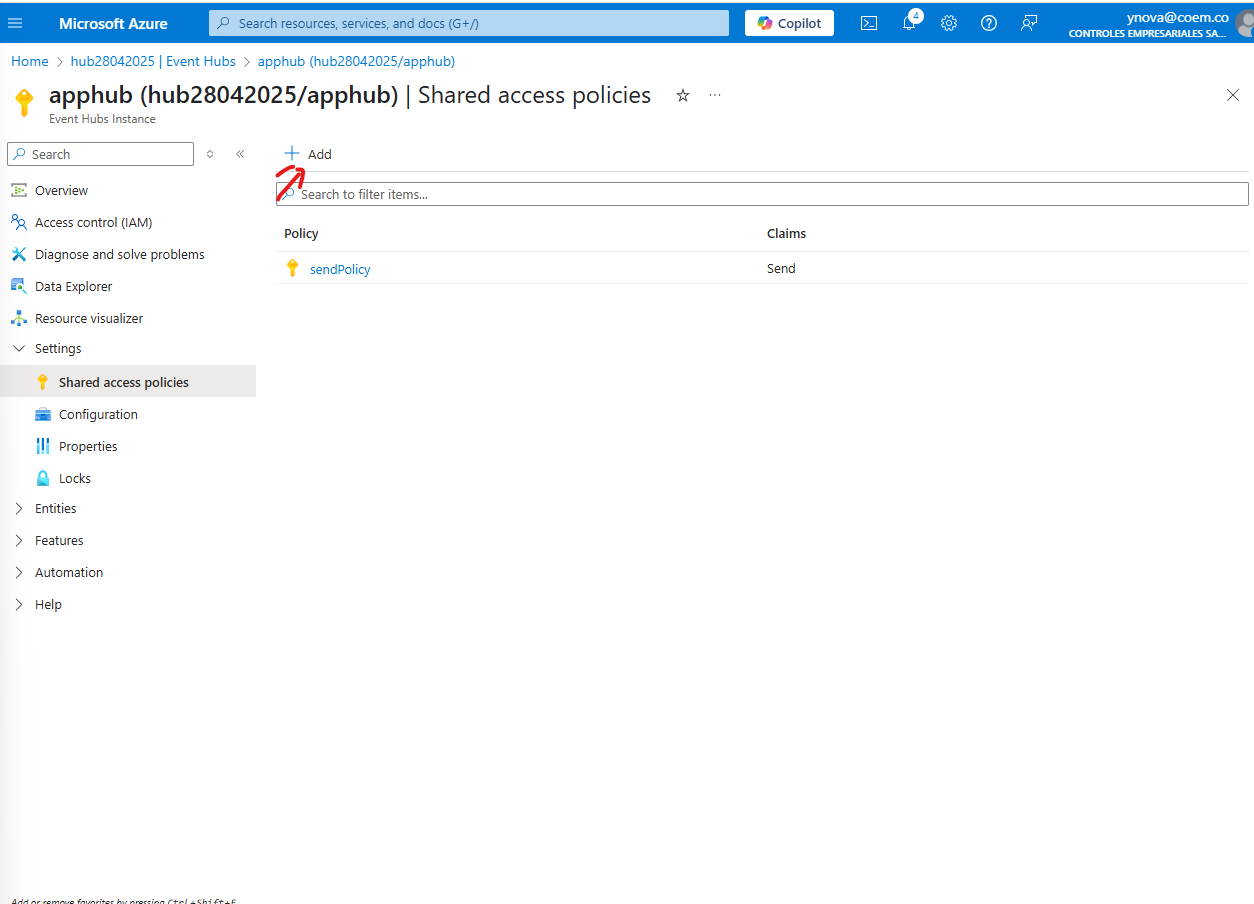 Microsoft Azure
Search resources, services, and docs (G+/)
Copilot
4
ynova@coem.co
CONTROLES EMPRESARIALES SA...
Home > hub28042025 | Event Hubs > apphub (hub28042025/apphub)
apphub (hub28042025/apphub) | Shared access policies
Event Hubs Instance
Search
Add
Overview
Search to filter items...
Access control (IAM)
Policy
Claims
Diagnose and solve problems
sendPolicy
Send
Data Explorer
Resource visualizer
Settings
Shared access policies
Configuration
Properties
Locks
Entities
Features
Automation
Help
Add or remove favorites by pressing Ctrl+Shift+F